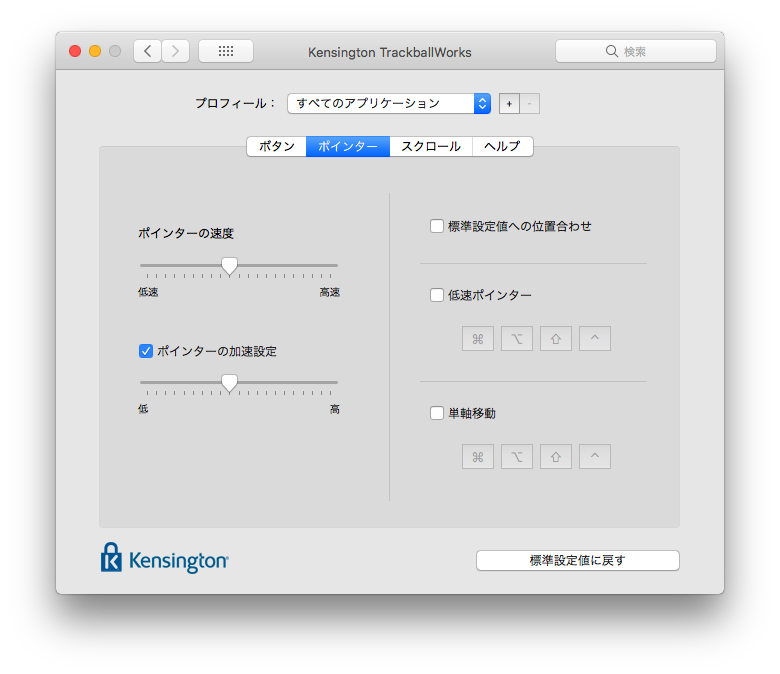 Kensington TrackballWorks
検索
プロフィール：
すべてのアプリケーション
+
-
ボタン
ポインター
スクロール
ヘルプ
ポインターの速度
低速
高速
ポインターの加速設定
低
高
標準設定値への位置合わせ
低速ポインター
⌘ ⌥ ⇧ ^
単軸移動
⌘ ⌥ ⇧ ^
Kensington
標準設定値に戻す